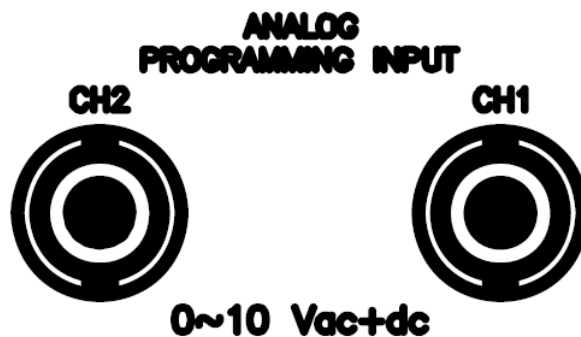 ANALOG
PROGRAMMING INPUT
CH2
CH1
0~10 Vac+dc